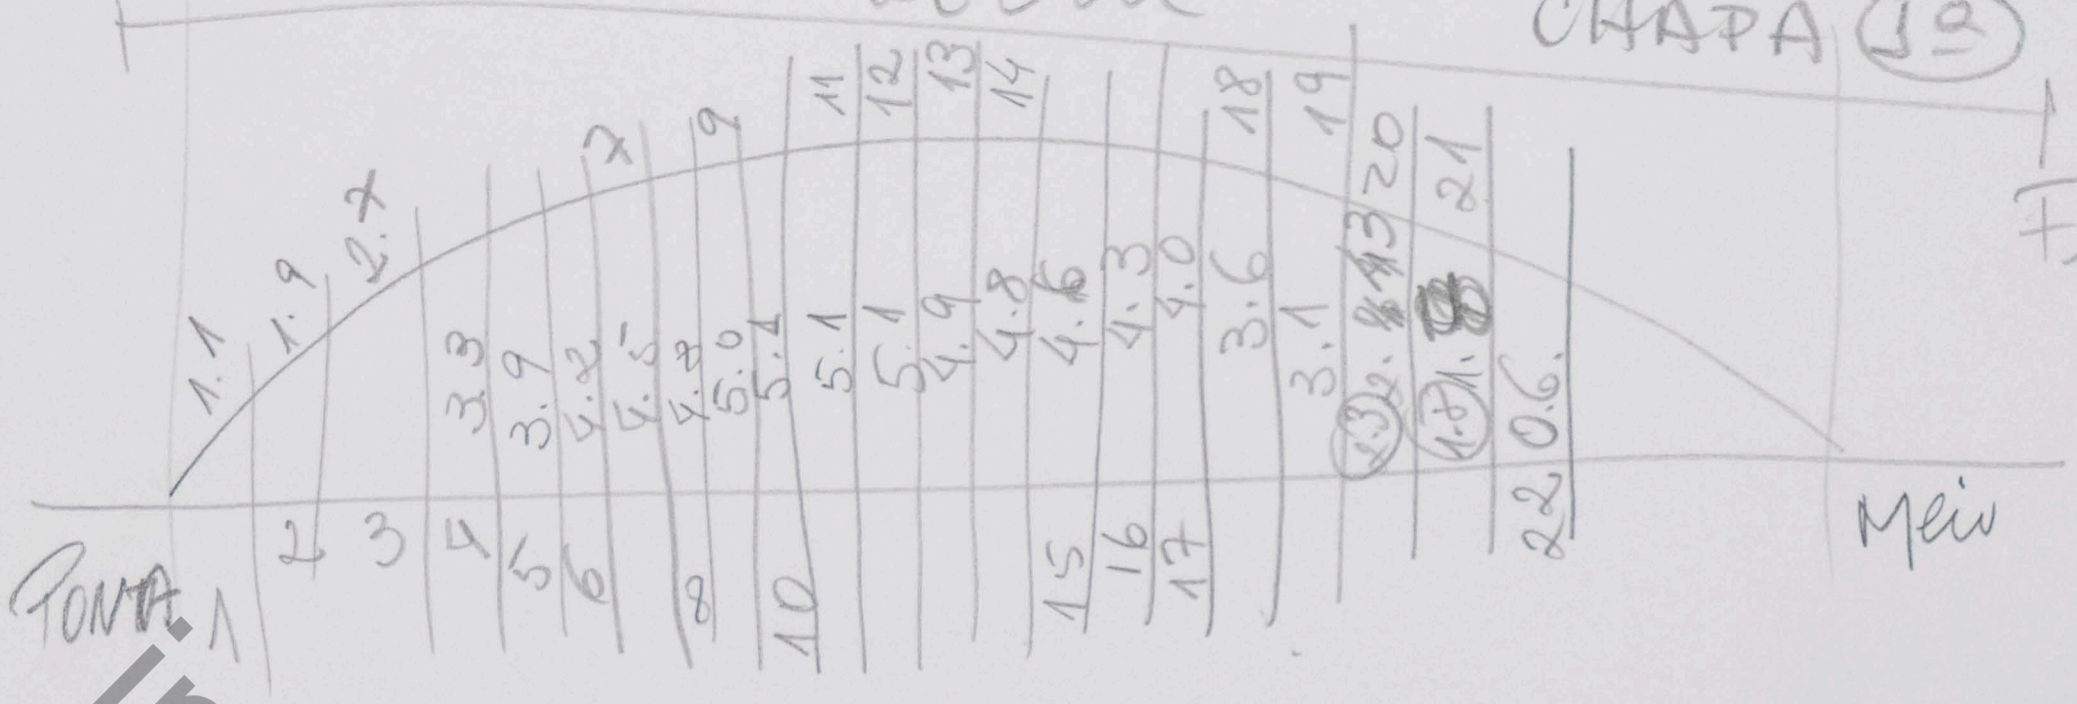 CHAPA 1ª
11 12 13 14 18 19 20 21
7 9
1.1 1.9 2.7 3.3 3.9 4.2 4.5 4.8 5.0 5.1 5.1 5.1 4.9 4.8 4.6 4.3 4.0 3.6 3.1 2.3 1.7 0.6.
PONTA 1 2 3 4 5 6 8 10 15 16 17 22 Meio